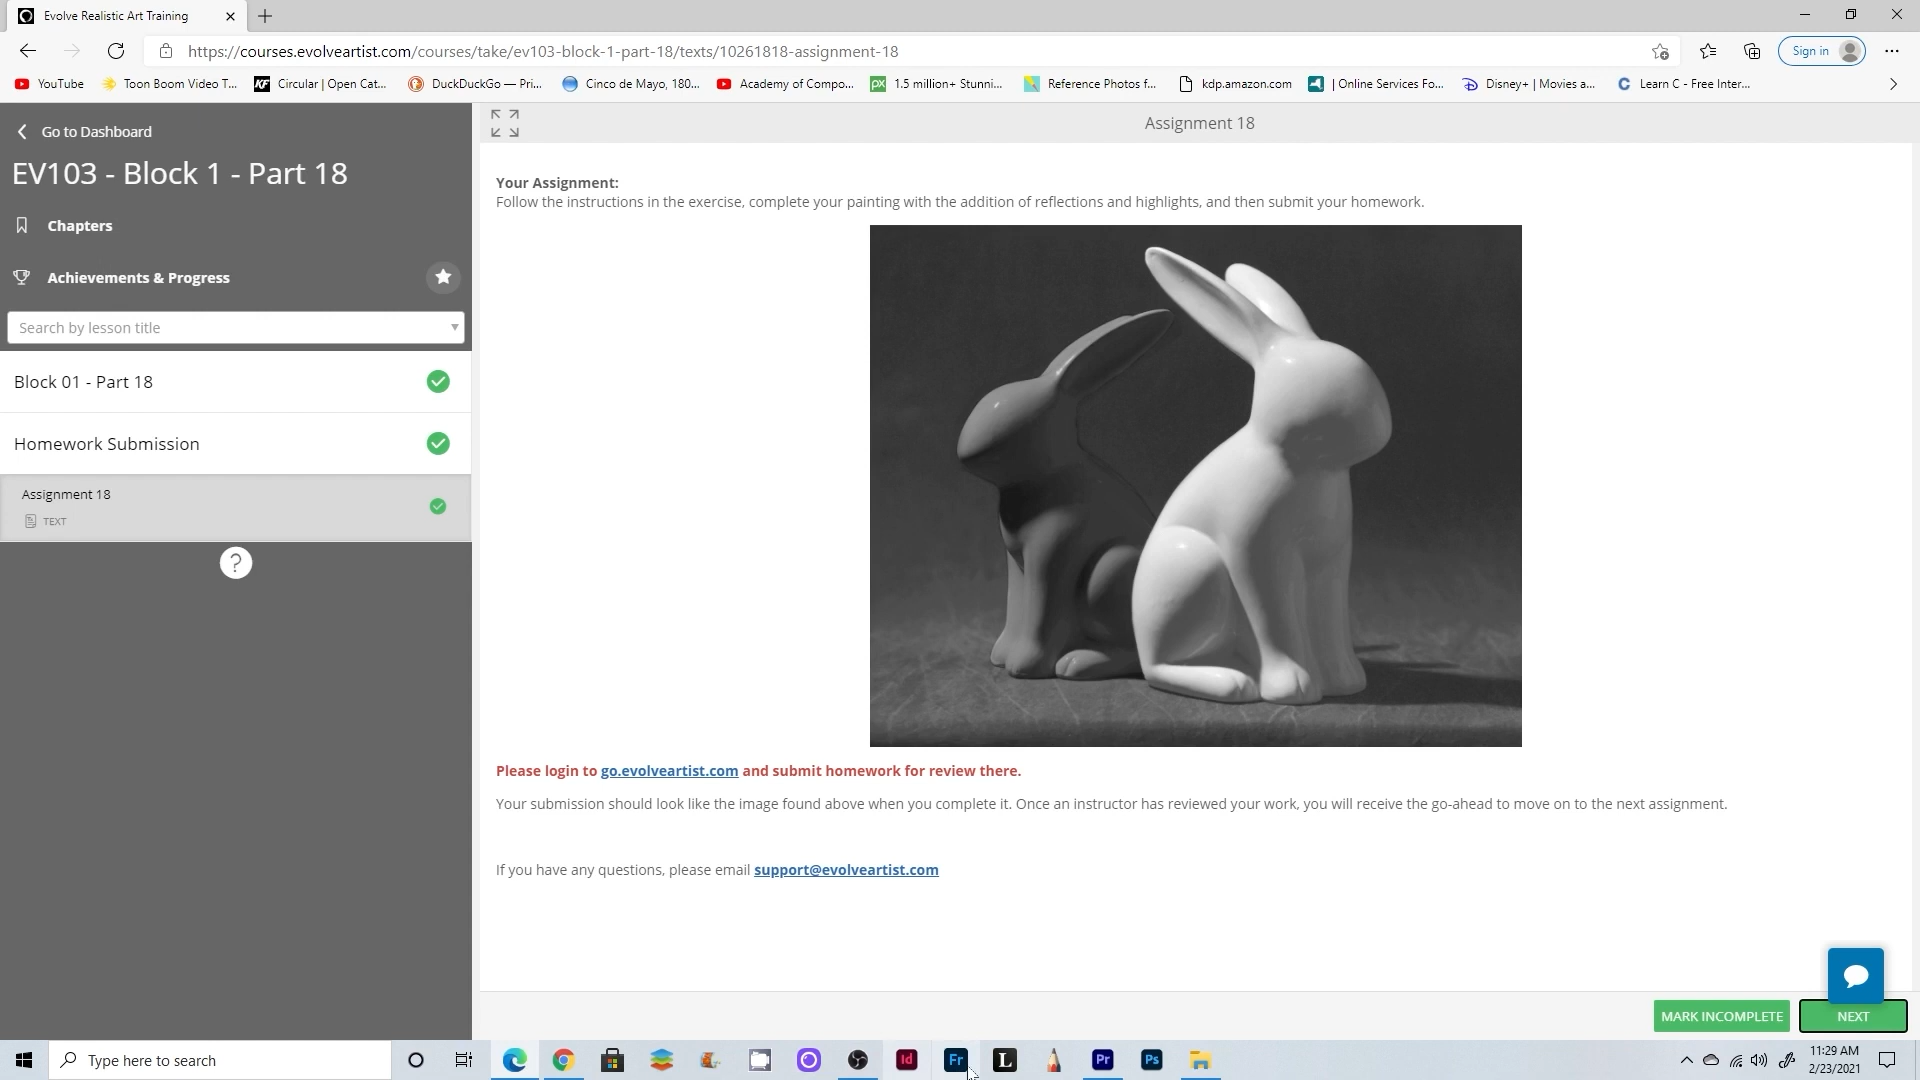 Evolve Realistic Art Training
https://courses.evolveartist.com/courses/take/ev103-block-1-part-18/texts/10261818-assignment-18
Sign in
YouTube
Toon Boom Video T...
Circular | Open Cat...
DuckDuckGo — Pri...
Cinco de Mayo, 180...
Academy of Compo...
1.5 million+ Stunni...
Reference Photos f...
kdp.amazon.com
| Online Services Fo...
Disney+ | Movies a...
Learn C - Free Inter...
Go to Dashboard
EV103 - Block 1 - Part 18
Chapters
Achievements & Progress
Search by lesson title
Block 01 - Part 18
Homework Submission
Assignment 18
TEXT
?
Assignment 18
Your Assignment:
Follow the instructions in the exercise, complete your painting with the addition of reflections and highlights, and then submit your homework.
Please login to go.evolveartist.com and submit homework for review there.
Your submission should look like the image found above when you complete it. Once an instructor has reviewed your work, you will receive the go-ahead to move on to the next assignment.
If you have any questions, please email support@evolveartist.com
MARK INCOMPLETE
NEXT
Type here to search
Id
Fr
L
Pr
Ps
11:29 AM
2/23/2021